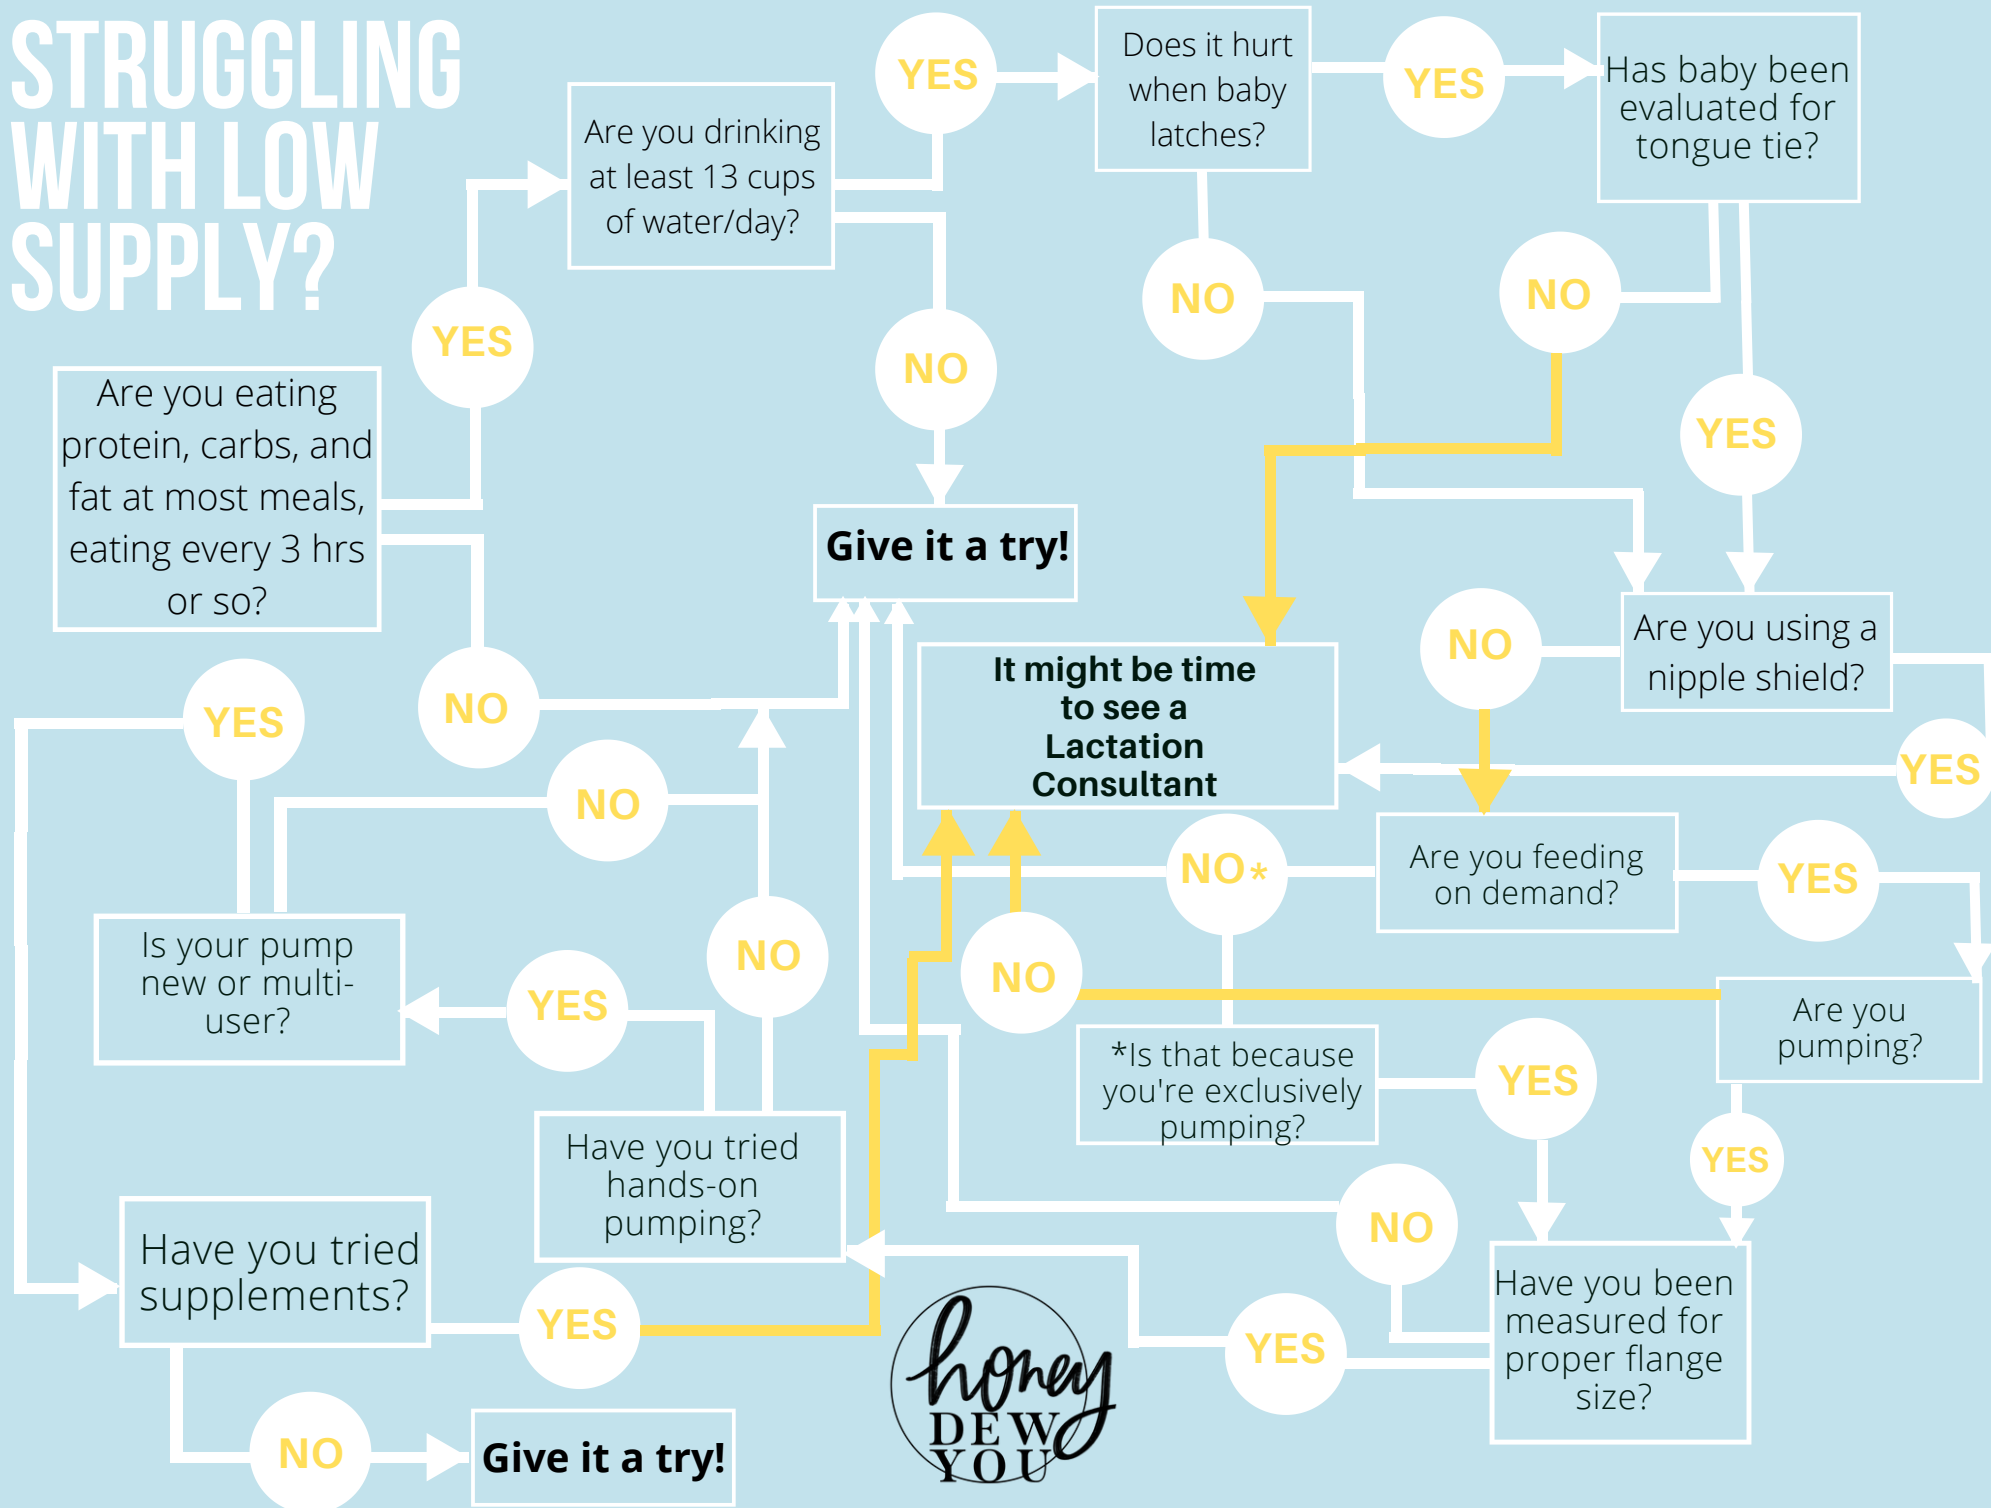 STRUGGLING
WITH LOW
SUPPLY?
Are you eating
protein, carbs, and
fat at most meals,
eating every 3 hrs
or so?
YES
NO
Are you drinking
at least 13 cups
of water/day?
YES
NO
Give it a try!
Does it hurt
when baby
latches?
YES
NO
Has baby been
evaluated for
tongue tie?
NO
YES
Are you using a
nipple shield?
NO
YES
It might be time
to see a
Lactation
Consultant
Are you feeding
on demand?
NO*
YES
*Is that because
you're exclusively
pumping?
YES
Are you
pumping?
NO
YES
Have you been
measured for
proper flange
size?
NO
YES
Have you tried
hands-on
pumping?
YES
NO
Is your pump
new or multi-
user?
YES
NO
Have you tried
supplements?
YES
NO
Give it a try!
honey
DEW
YOU